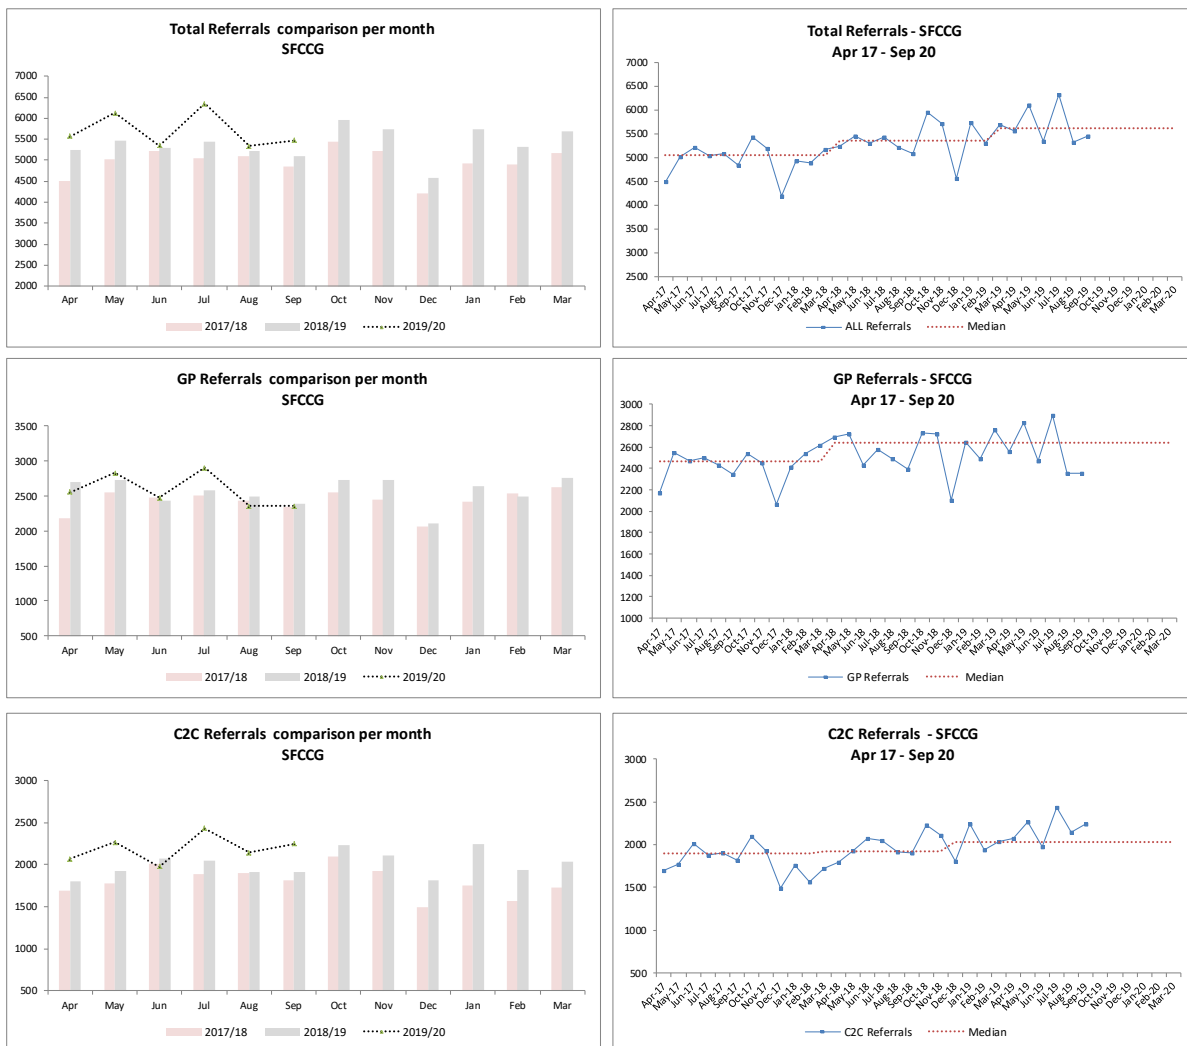 Total Referrals comparison per month
SFCCG
7000
6500
6000
5500
5000
4500
4000
3500
3000
2500
2000
Apr May Jun Jul Aug Sep Oct Nov Dec Jan Feb Mar
2017/18 2018/19 2019/20
Total Referrals - SFCCG
Apr 17 - Sep 20
7000
6500
6000
5500
5000
4500
4000
3500
3000
2500
Apr-17 May-17 Jun-17 Jul-17 Aug-17 Sep-17 Oct-17 Nov-17 Dec-17 Jan-18 Feb-18 Mar-18 Apr-18 May-18 Jun-18 Jul-18 Aug-18 Sep-18 Oct-18 Nov-18 Dec-18 Jan-19 Feb-19 Mar-19 Apr-19 May-19 Jun-19 Jul-19 Aug-19 Sep-19 Oct-19 Nov-19 Dec-19 Jan-20 Feb-20 Mar-20
ALL Referrals Median
GP Referrals comparison per month
SFCCG
3500
3000
2500
2000
1500
1000
500
Apr May Jun Jul Aug Sep Oct Nov Dec Jan Feb Mar
2017/18 2018/19 2019/20
GP Referrals - SFCCG
Apr 17 - Sep 20
3000
2800
2600
2400
2200
2000
1800
1600
1400
1200
1000
Apr-17 May-17 Jun-17 Jul-17 Aug-17 Sep-17 Oct-17 Nov-17 Dec-17 Jan-18 Feb-18 Mar-18 Apr-18 May-18 Jun-18 Jul-18 Aug-18 Sep-18 Oct-18 Nov-18 Dec-18 Jan-19 Feb-19 Mar-19 Apr-19 May-19 Jun-19 Jul-19 Aug-19 Sep-19 Oct-19 Nov-19 Dec-19 Jan-20 Feb-20 Mar-20
GP Referrals Median
C2C Referrals comparison per month
SFCCG
3000
2500
2000
1500
1000
500
Apr May Jun Jul Aug Sep Oct Nov Dec Jan Feb Mar
2017/18 2018/19 2019/20
C2C Referrals - SFCCG
Apr 17 - Sep 20
3000
2500
2000
1500
1000
500
Apr-17 May-17 Jun-17 Jul-17 Aug-17 Sep-17 Oct-17 Nov-17 Dec-17 Jan-18 Feb-18 Mar-18 Apr-18 May-18 Jun-18 Jul-18 Aug-18 Sep-18 Oct-18 Nov-18 Dec-18 Jan-19 Feb-19 Mar-19 Apr-19 May-19 Jun-19 Jul-19 Aug-19 Sep-19 Oct-19 Nov-19 Dec-19 Jan-20 Feb-20 Mar-20
C2C Referrals Median